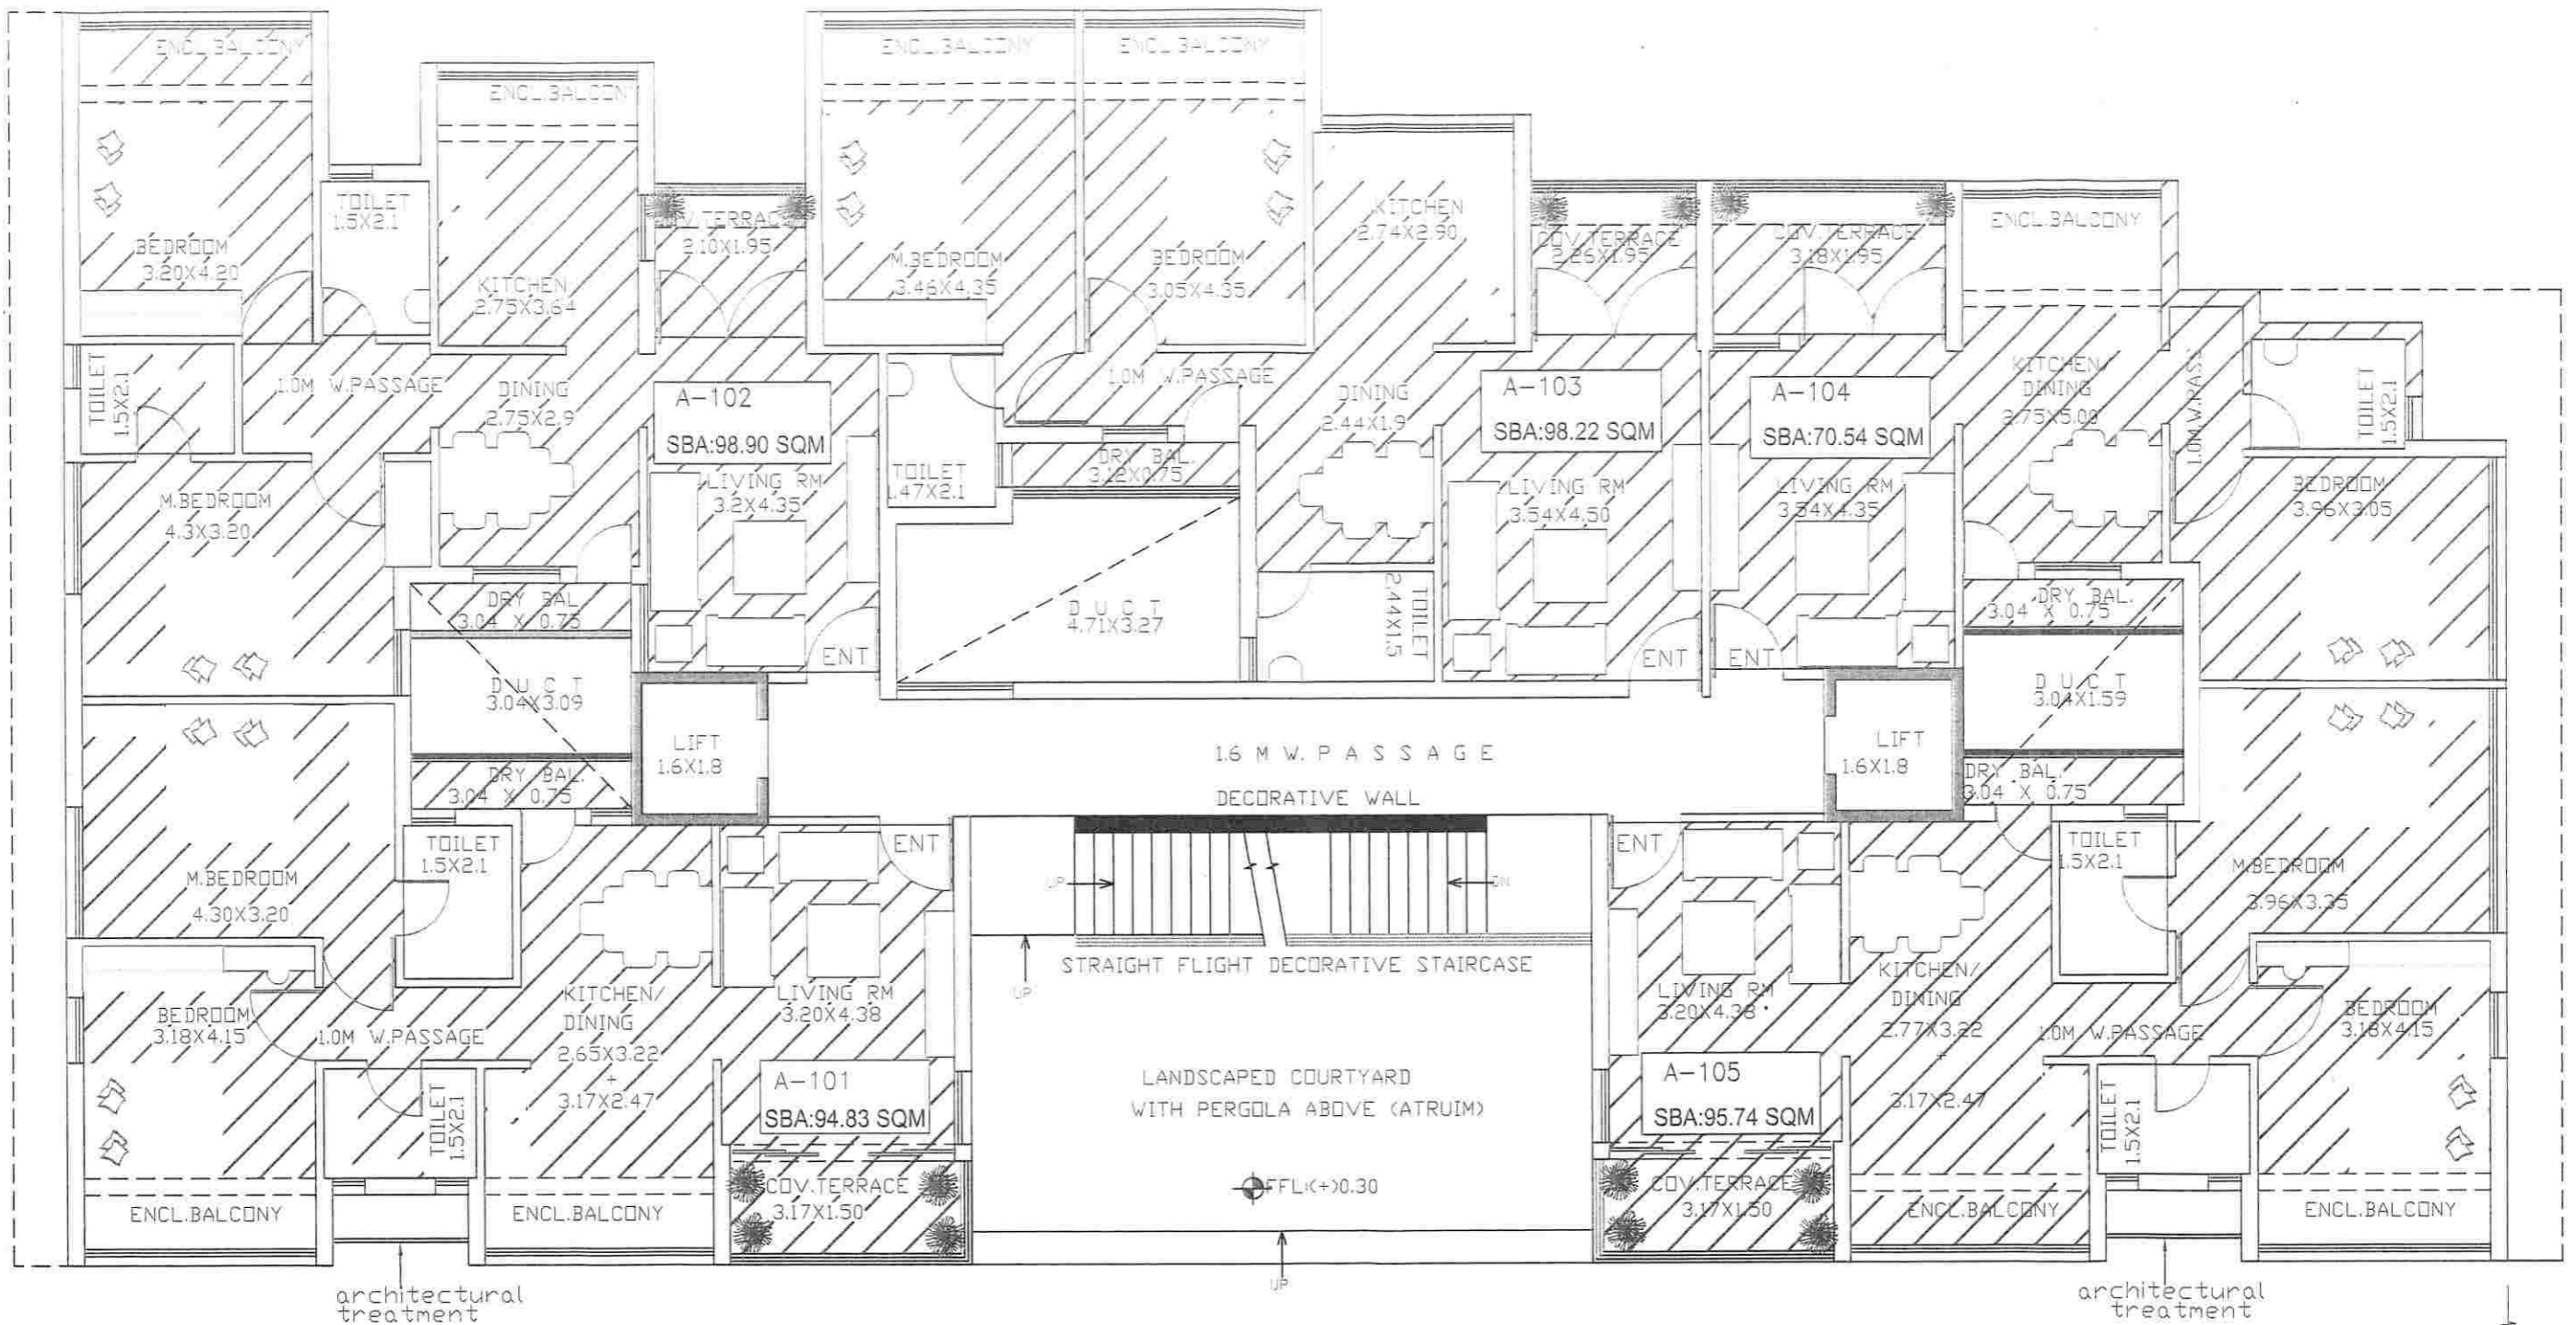 ENCL.BALCONY
BEDROOM
3.20X4.20
TOILET
1.5X2.1
ENCL.BALCONY
KITCHEN
2.75X3.64
COV.TERRACE
2.10X1.95
TOILET
1.5X2.1
1.0M W.PASSAGE
DINING
2.75X2.9
A-102
SBA:98.90 SQM
LIVING RM
3.2X4.35
M.BEDROOM
4.3X3.20
DRY BAL
3.04 X 0.75
ENT
ENCL.BALCONY
M.BEDROOM
3.46X4.35
ENCL.BALCONY
BEDROOM
3.05X4.35
KITCHEN
2.74X2.90
COV.TERRACE
2.26X1.95
1.0M W.PASSAGE
DINING
2.44X1.9
A-103
SBA:98.22 SQM
TOILET
1.47X2.1
DRY BAL.
3.12X0.75
LIVING RM
3.54X4.50
D U C T
4.71X3.27
TOILET
2.44X1.5
ENT
COV.TERRACE
3.18X1.95
ENCL.BALCONY
A-104
SBA:70.54 SQM
KITCHEN/
DINING
2.75X5.00
1.0M.W.PASS
TOILET
1.5X2.1
LIVING RM
3.54X4.35
BEDROOM
3.96X3.05
ENT
DRY BAL.
3.04 X 0.75
D U C T
3.04X3.09
LIFT
1.6X1.8
1.6 M W. P A S S A G E
DECORATIVE WALL
LIFT
1.6X1.8
D U C T
3.04X1.59
DRY BAL.
3.04 X 0.75
DRY BAL.
3.04 X 0.75
M.BEDROOM
4.30X3.20
TOILET
1.5X2.1
ENT
BEDROOM
3.18X4.15
1.0M W.PASSAGE
KITCHEN/
DINING
2.65X3.22
+
3.17X2.47
LIVING RM
3.20X4.38
A-101
SBA:94.83 SQM
TOILET
1.5X2.1
ENCL.BALCONY
ENCL.BALCONY
COV.TERRACE
3.17X1.50
architectural
treatment
UP
DN
UP
STRAIGHT FLIGHT DECORATIVE STAIRCASE
LANDSCAPED COURTYARD
WITH PERGOLA ABOVE (ATRUIM)
FFL:(+)0.30
UP
ENT
TOILET
1.5X2.1
M.BEDROOM
3.96X3.35
LIVING RM
3.20X4.38
KITCHEN/
DINING
2.77X3.22
+
3.17X2.47
1.0M W.PASSAGE
BEDROOM
3.18X4.15
A-105
SBA:95.74 SQM
TOILET
1.5X2.1
COV.TERRACE
3.17X1.50
ENCL.BALCONY
ENCL.BALCONY
architectural
treatment